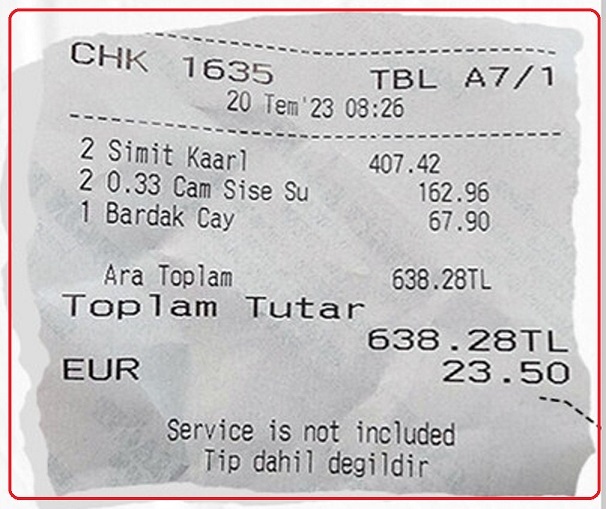 CHK 1635 TBL A7/1
20 Tem'23 08:26
2 Simit Kaarl 407.42
2 0.33 Cam Sise Su 162.96
1 Bardak Cay 67.90
Ara Toplam 638.28TL
Toplam Tutar
638.28TL
EUR 23.50
Service is not included
Tip dahil degildir